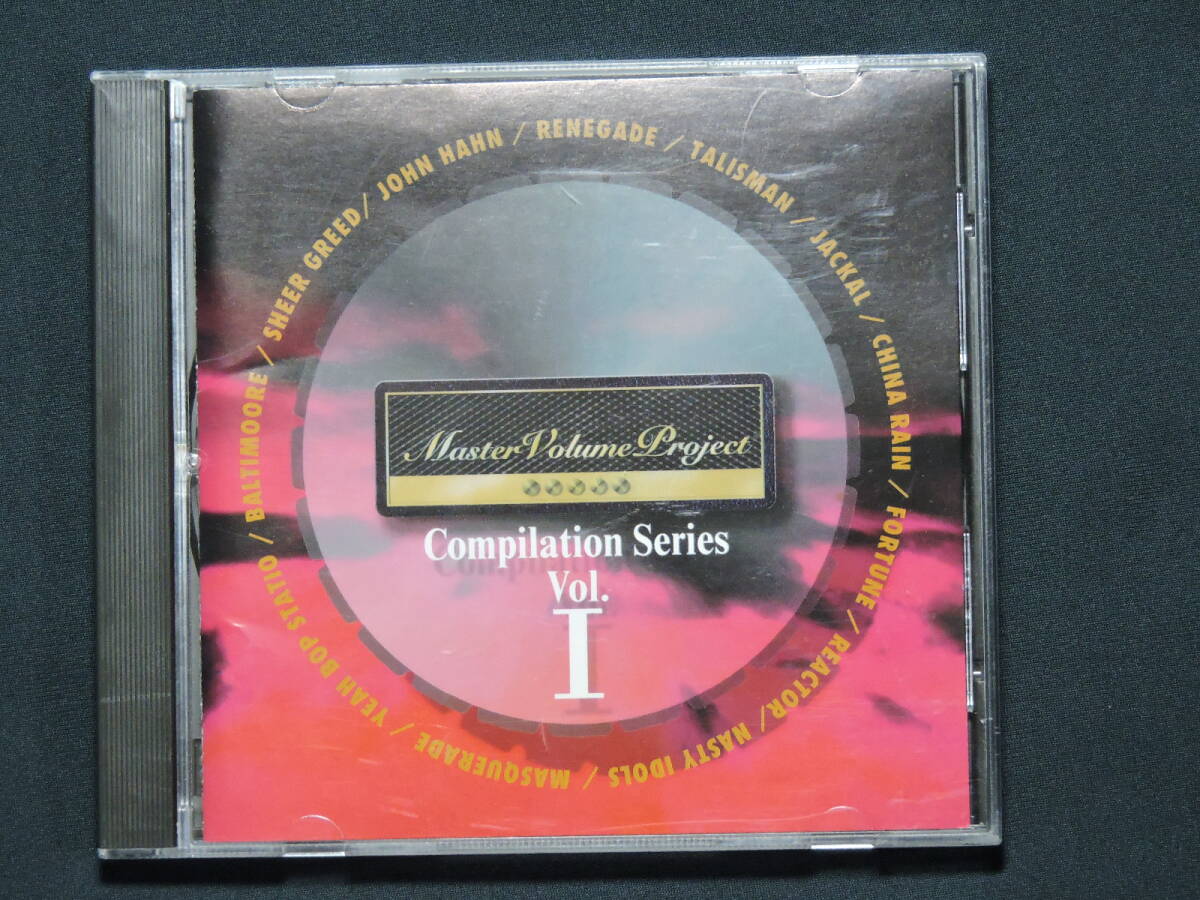 JOHN HAHN / RENEGADE / TALISMAN / JACKAL / CHINA RAIN / FORTUNE / REACTOR / NASTY IDOLS / MASQUERADE / YEAH BOP STATIO / BALTIMOORE / SHEER GREED /
Master Volume Project
Compilation Series
Vol.
I